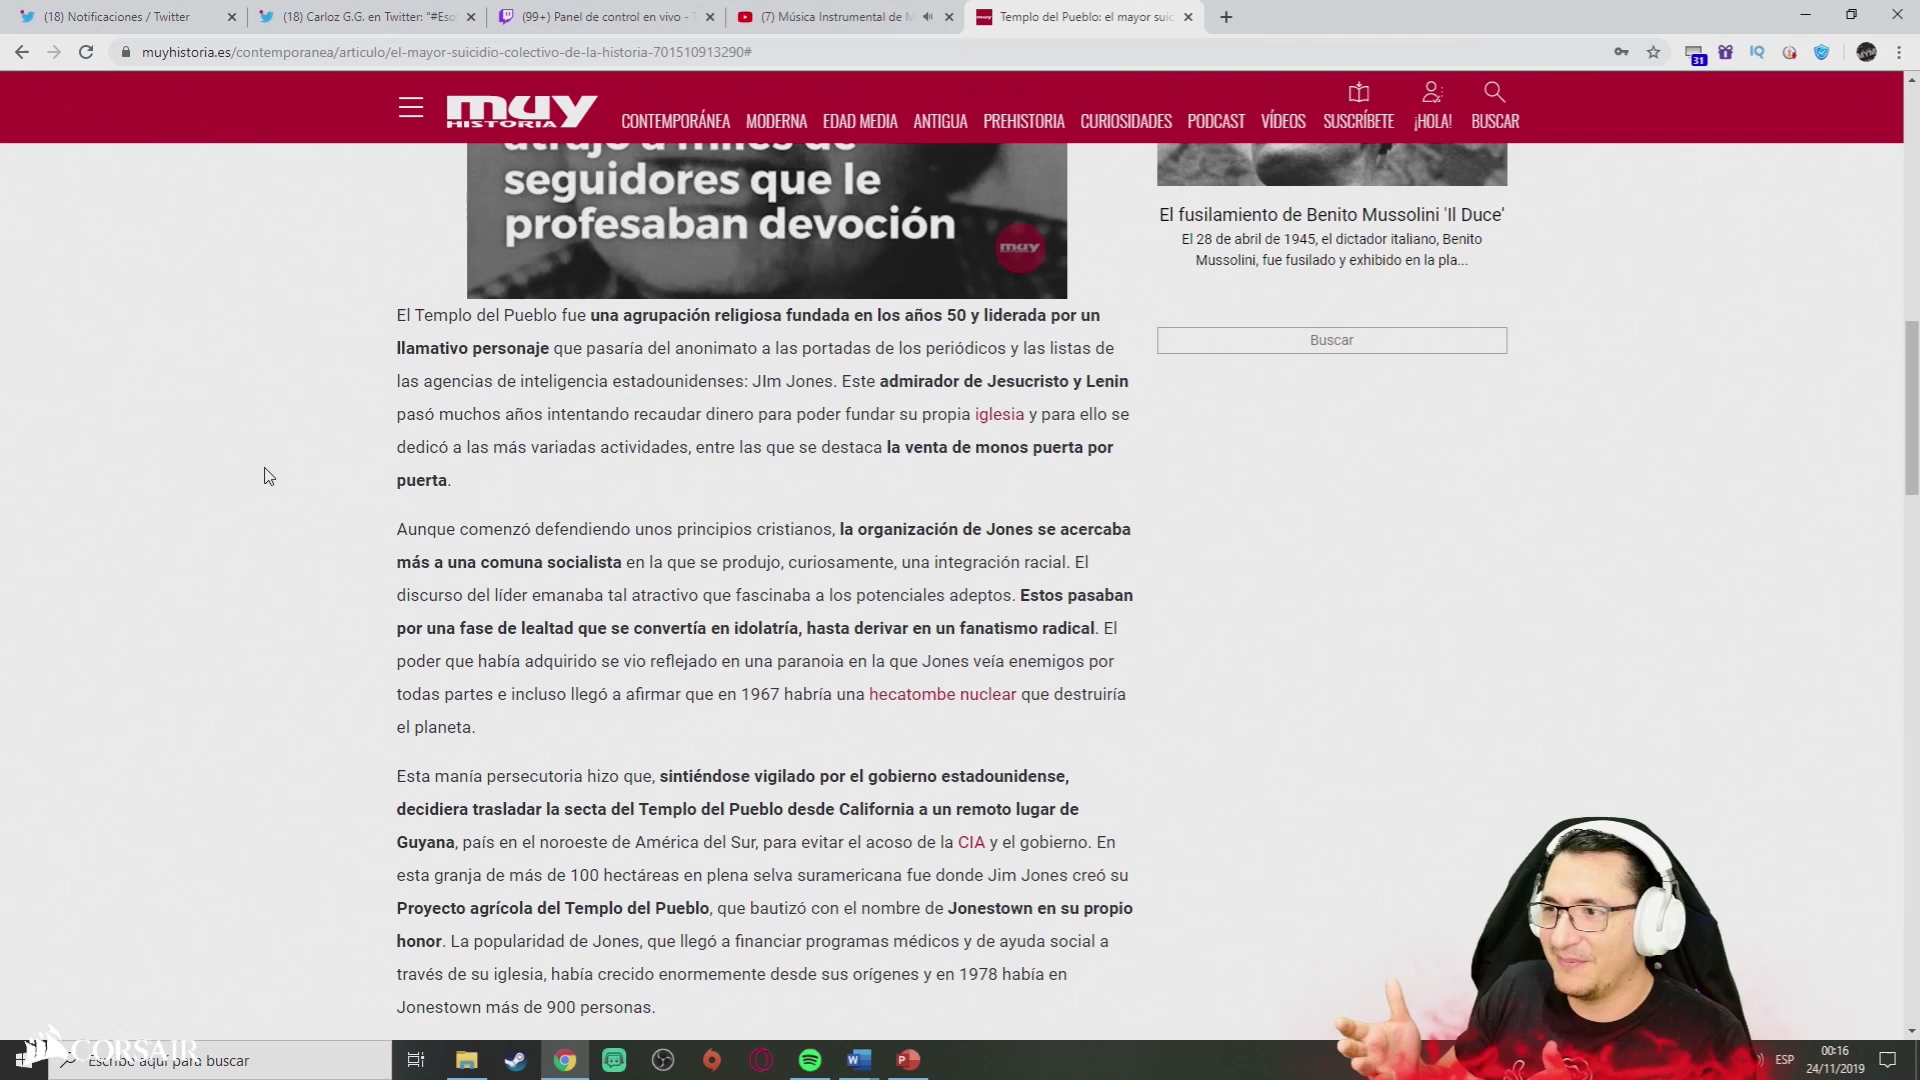 (18) Notificaciones / Twitter
(18) Carloz G.G. en Twitter: "#Eso
(99+) Panel de control en vivo - T
(7) Música Instrumental de M
Templo del Pueblo: el mayor suic
muyhistoria.es/contemporanea/articulo/el-mayor-suicidio-colectivo-de-la-historia-701510913290#
31
IQ
muy
HISTORIA
CONTEMPORÁNEA MODERNA EDAD MEDIA ANTIGUA PREHISTORIA CURIOSIDADES PODCAST VÍDEOS SUSCRÍBETE ¡HOLA! BUSCAR
atrajo a miles de
seguidores que le
profesaban devoción
muy
El fusilamiento de Benito Mussolini 'Il Duce'
El 28 de abril de 1945, el dictador italiano, Benito
Mussolini, fue fusilado y exhibido en la pla...
Buscar
El Templo del Pueblo fue una agrupación religiosa fundada en los años 50 y liderada por un
llamativo personaje que pasaría del anonimato a las portadas de los periódicos y las listas de
las agencias de inteligencia estadounidenses: JIm Jones. Este admirador de Jesucristo y Lenin
pasó muchos años intentando recaudar dinero para poder fundar su propia iglesia y para ello se
dedicó a las más variadas actividades, entre las que se destaca la venta de monos puerta por
puerta.
Aunque comenzó defendiendo unos principios cristianos, la organización de Jones se acercaba
más a una comuna socialista en la que se produjo, curiosamente, una integración racial. El
discurso del líder emanaba tal atractivo que fascinaba a los potenciales adeptos. Estos pasaban
por una fase de lealtad que se convertía en idolatría, hasta derivar en un fanatismo radical. El
poder que había adquirido se vio reflejado en una paranoia en la que Jones veía enemigos por
todas partes e incluso llegó a afirmar que en 1967 habría una hecatombe nuclear que destruiría
el planeta.
Esta manía persecutoria hizo que, sintiéndose vigilado por el gobierno estadounidense,
decidiera trasladar la secta del Templo del Pueblo desde California a un remoto lugar de
Guyana, país en el noroeste de América del Sur, para evitar el acoso de la CIA y el gobierno. En
esta granja de más de 100 hectáreas en plena selva suramericana fue donde Jim Jones creó su
Proyecto agrícola del Templo del Pueblo, que bautizó con el nombre de Jonestown en su propio
honor. La popularidad de Jones, que llegó a financiar programas médicos y de ayuda social a
través de su iglesia, había crecido enormemente desde sus orígenes y en 1978 había en
Jonestown más de 900 personas.
CORSAIR
Escribe aquí para buscar
ESP
00:16
24/11/2019